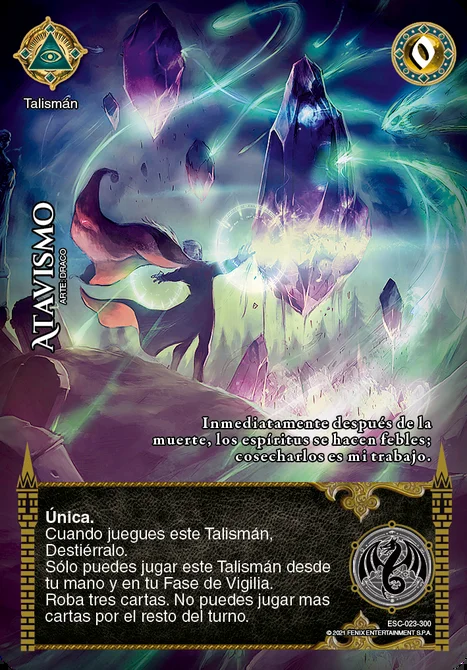 Talismán
0
ATAVISMO
ARTE: DRACO
Inmediatamente después de la
muerte, los espíritus se hacen febles;
cosecharlos es mi trabajo.
Única.
Cuando juegues este Talismán,
Destiérralo.
Sólo puedes jugar este Talismán desde
tu mano y en tu Fase de Vigilia.
Roba tres cartas. No puedes jugar mas
cartas por el resto del turno.
ESC-023-300
© 2021 FENIX ENTERTAINMENT S.P.A.